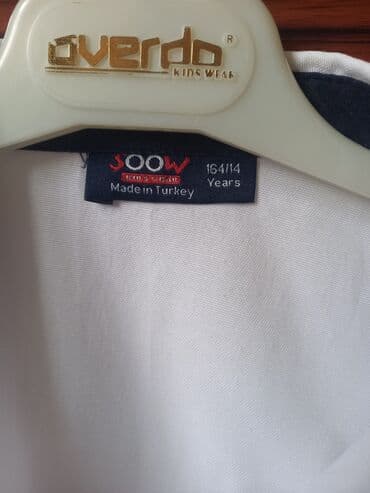 overdo ®
KIDS WEAR
SOOW
Made in Turkey
164/14
Years